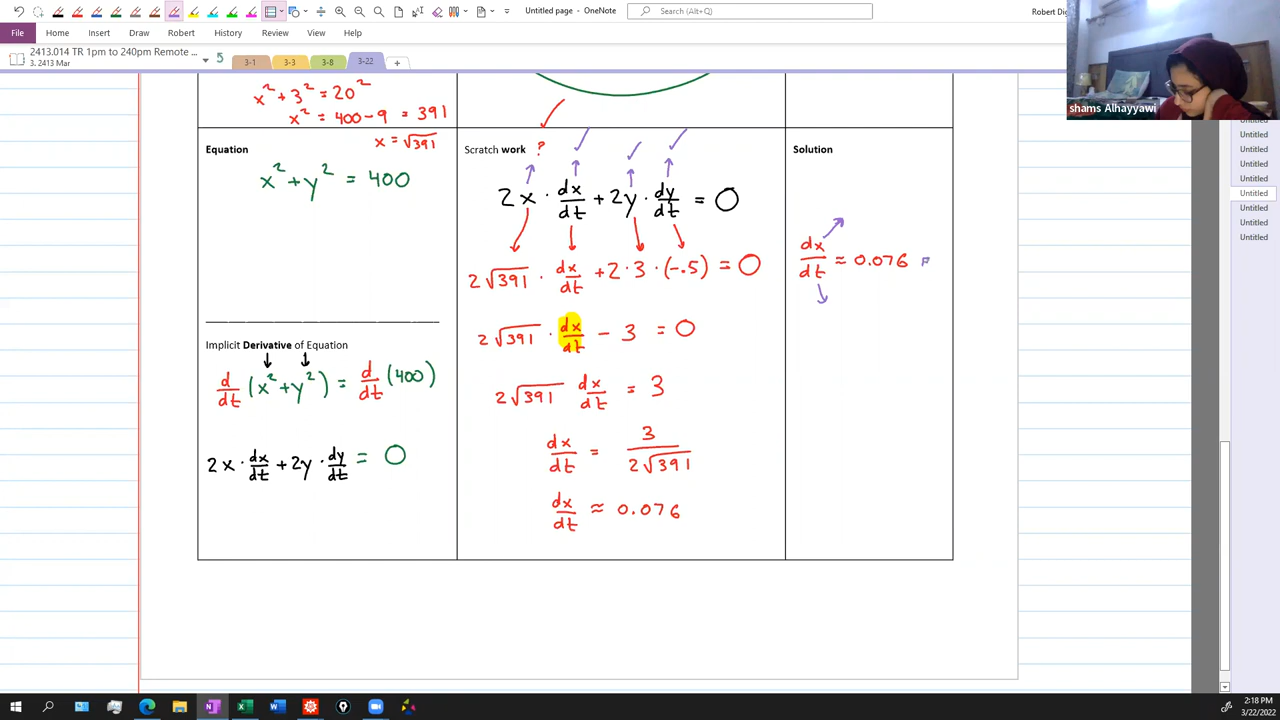 Untitled page - OneNote
Search (Alt+Q)
Robert Dig
File Home Insert Draw Robert History Review View Help
2413.014 TR 1pm to 240pm Remote ...
3. 2413 Mar
5
3-1 3-3 3-8 3-22 +
shams Alhayyawi
x² + 3² = 20²
x² = 400 - 9 = 391
x = √391
Equation
x² + y² = 400
Implicit Derivative of Equation
d/dt (x² + y²) = d/dt (400)
2x · dx/dt + 2y · dy/dt = 0
Scratch work ?
2x · dx/dt + 2y · dy/dt = 0
2√391 · dx/dt + 2 · 3 · (-.5) = 0
2√391 · dx/dt - 3 = 0
2√391 dx/dt = 3
dx/dt = 3/2√391
dx/dt ≈ 0.076
Solution
dx/dt ≈ 0.076
Untitled
Untitled
Untitled
Untitled
Untitled
Untitled
Untitled
Untitled
2:18 PM
3/22/2022